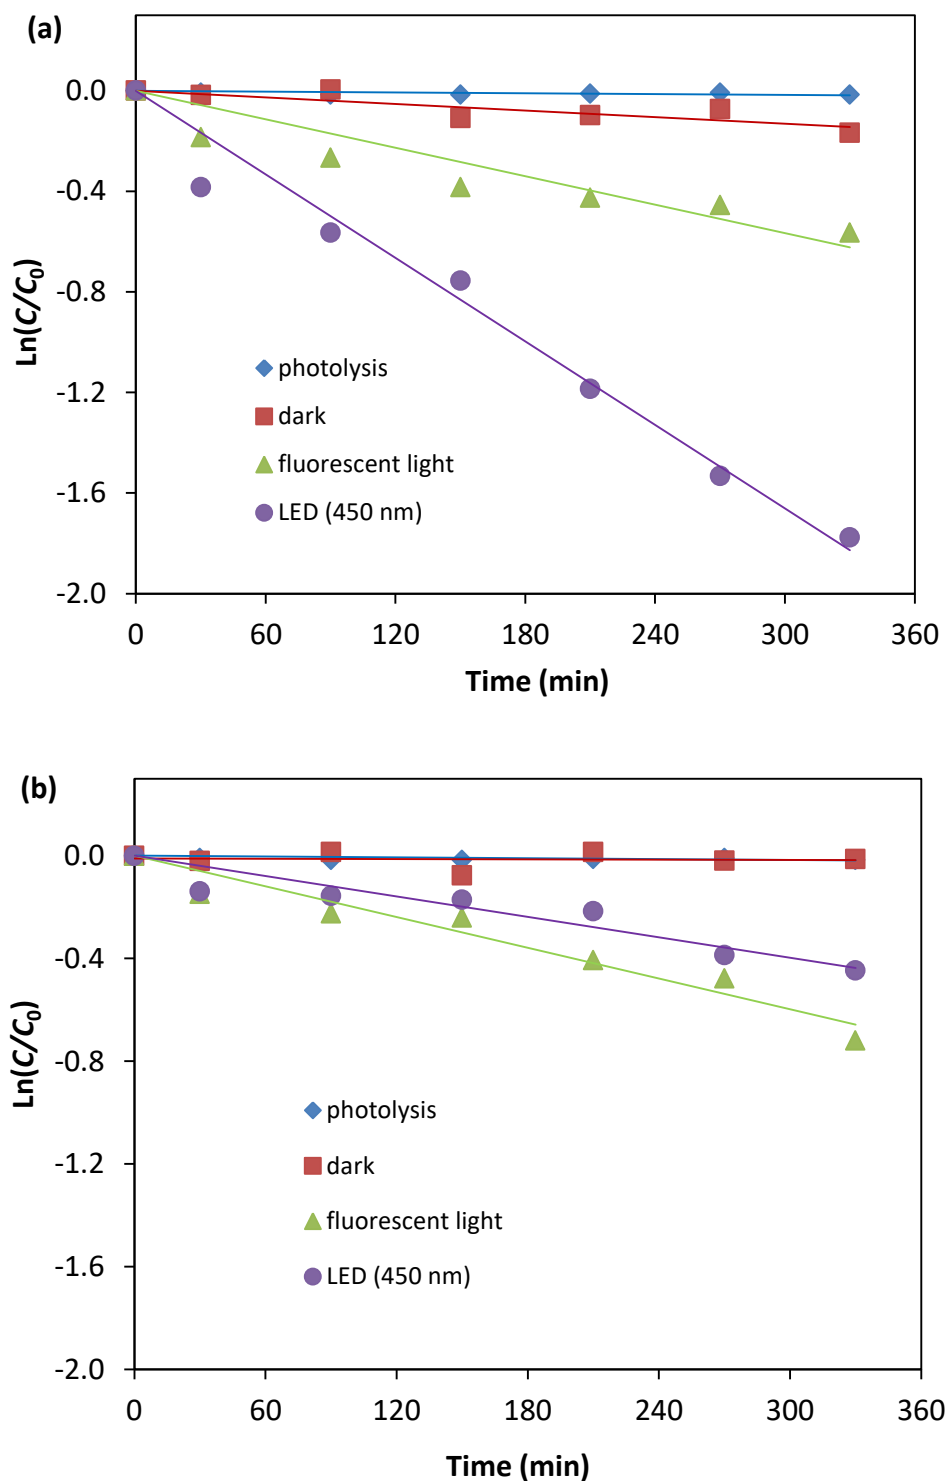 (a)
0.0
-0.4
-0.8
-1.2
-1.6
-2.0
Ln(C/C₀)
photolysis
dark
fluorescent light
LED (450 nm)
0 60 120 180 240 300 360
Time (min)
(b)
0.0
-0.4
-0.8
-1.2
-1.6
-2.0
Ln(C/C₀)
photolysis
dark
fluorescent light
LED (450 nm)
0 60 120 180 240 300 360
Time (min)